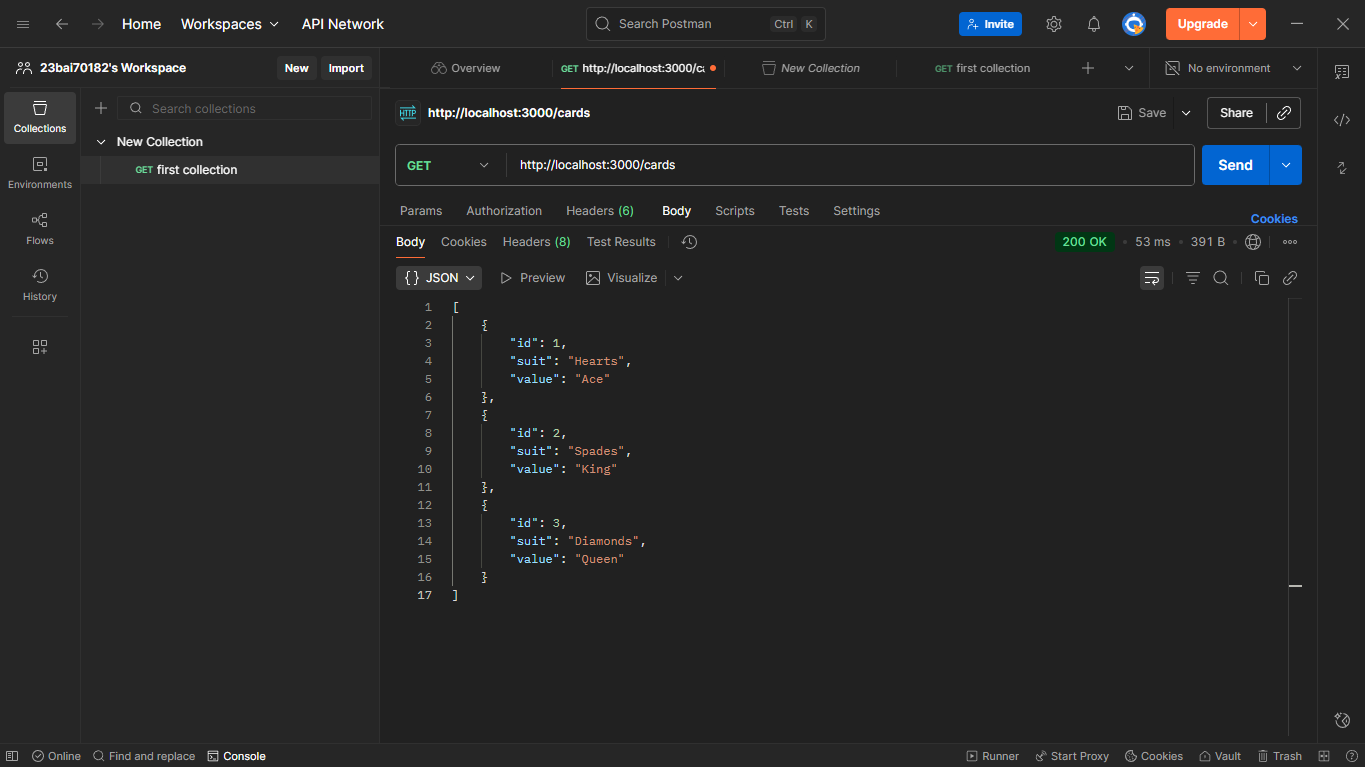 Home Workspaces API Network Search Postman Ctrl K Invite Upgrade
23bai70182's Workspace New Import Overview GET http://localhost:3000/ca New Collection GET first collection No environment
Search collections
Collections
Environments
Flows
History
New Collection
GET first collection
HTTP http://localhost:3000/cards Save Share
GET http://localhost:3000/cards Send
Params Authorization Headers (6) Body Scripts Tests Settings Cookies
Body Cookies Headers (8) Test Results 200 OK 53 ms 391 B
{} JSON Preview Visualize
1 [
2 {
3 "id": 1,
4 "suit": "Hearts",
5 "value": "Ace"
6 },
7 {
8 "id": 2,
9 "suit": "Spades",
10 "value": "King"
11 },
12 {
13 "id": 3,
14 "suit": "Diamonds",
15 "value": "Queen"
16 }
17 ]
Online Find and replace Console Runner Start Proxy Cookies Vault Trash